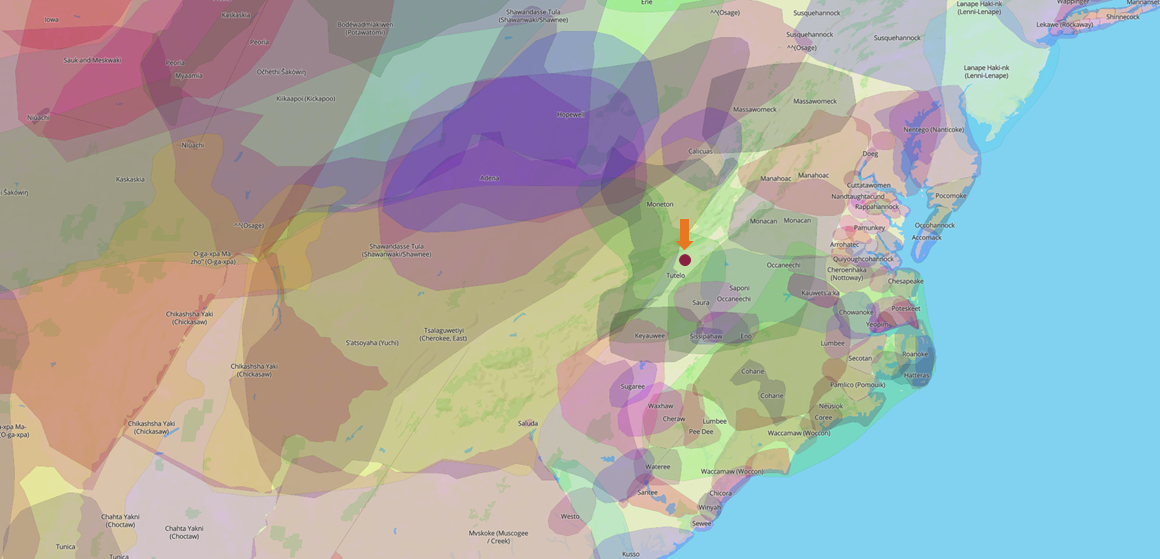 Erie
^^(Osage)
Susquehannock
Lenape Haki-nk
(Lenni-Lenape)
Wappinger
Manansett
Shinnecock
Lekawe (Rockaway)
Iowa
Kaskaskia
Bodéwadmiakiwen
(Potawatomi)
Shawandasse Tula
(Shawanwaki/Shawnee)
Susquehannock
^^(Osage)
Susquehannock
Peoria
Sauk and Meskwaki
Peoria
Myaamia
Očhéthi Šakówiŋ
Lenape Haki-nk
(Lenni-Lenape)
Kiikaapoi (Kickapoo)
Niuachi
Hopewell
Massawomeck
Massawomeck
Nentego (Nanticoke)
Niuachi
Calicuas
Doeg
Kaskaskia
Adena
Manahoac
Manahoac
Cuttatawomen
i Šakówiŋ
Nandtaughtacund
Pocomoke
Moneton
Rappahannock
^^(Osages
Monacan
Monacan
Pamunkey
Occohannock
Accomack
Shawandasse Tula
(Shawanwaki/Shawnee)
Arrohatec
O-ga-xpa Ma-
zhoⁿ (O-ga-xpa)
Quiyoughcohannock
Occaneechi
Cheroenhaka
(Nottoway)
Tutelo
Chesapeake
Saponi
Kauwets'a:ka
Saura
Occaneechi
Chikashsha Yaki
(Chickasaw)
Chowanoke
Poteskeet
Yeopim
Tsalaguwetiyi
(Cherokee, East)
Keyauwee
Sissipahaw
Eno
S'atsoyaha (Yuchi)
Lumbee
Roanoke
Secotan
Chikashsha Yaki
(Chickasaw)
Coharie
Hatteras
Sugaree
Pamlico (Pomouik)
Coharie
Waxhaw
Neusiok
Cheraw
Coree
Saluda
Lumbee
Chikashsha Yaki
(Chickasaw)
a-xpa Ma-
(O-ga-xpa)
Pee Dee
Waccamaw (Woccon)
Wateree
Waccamaw (Woccon)
Santee
Chicora
Winyah
Chahta Yakni
(Choctaw)
Westo
Sewee
Chahta Yakni
(Choctaw)
Mvskoke (Muscogee
/ Creek)
Tunica
Kusso
Tunica